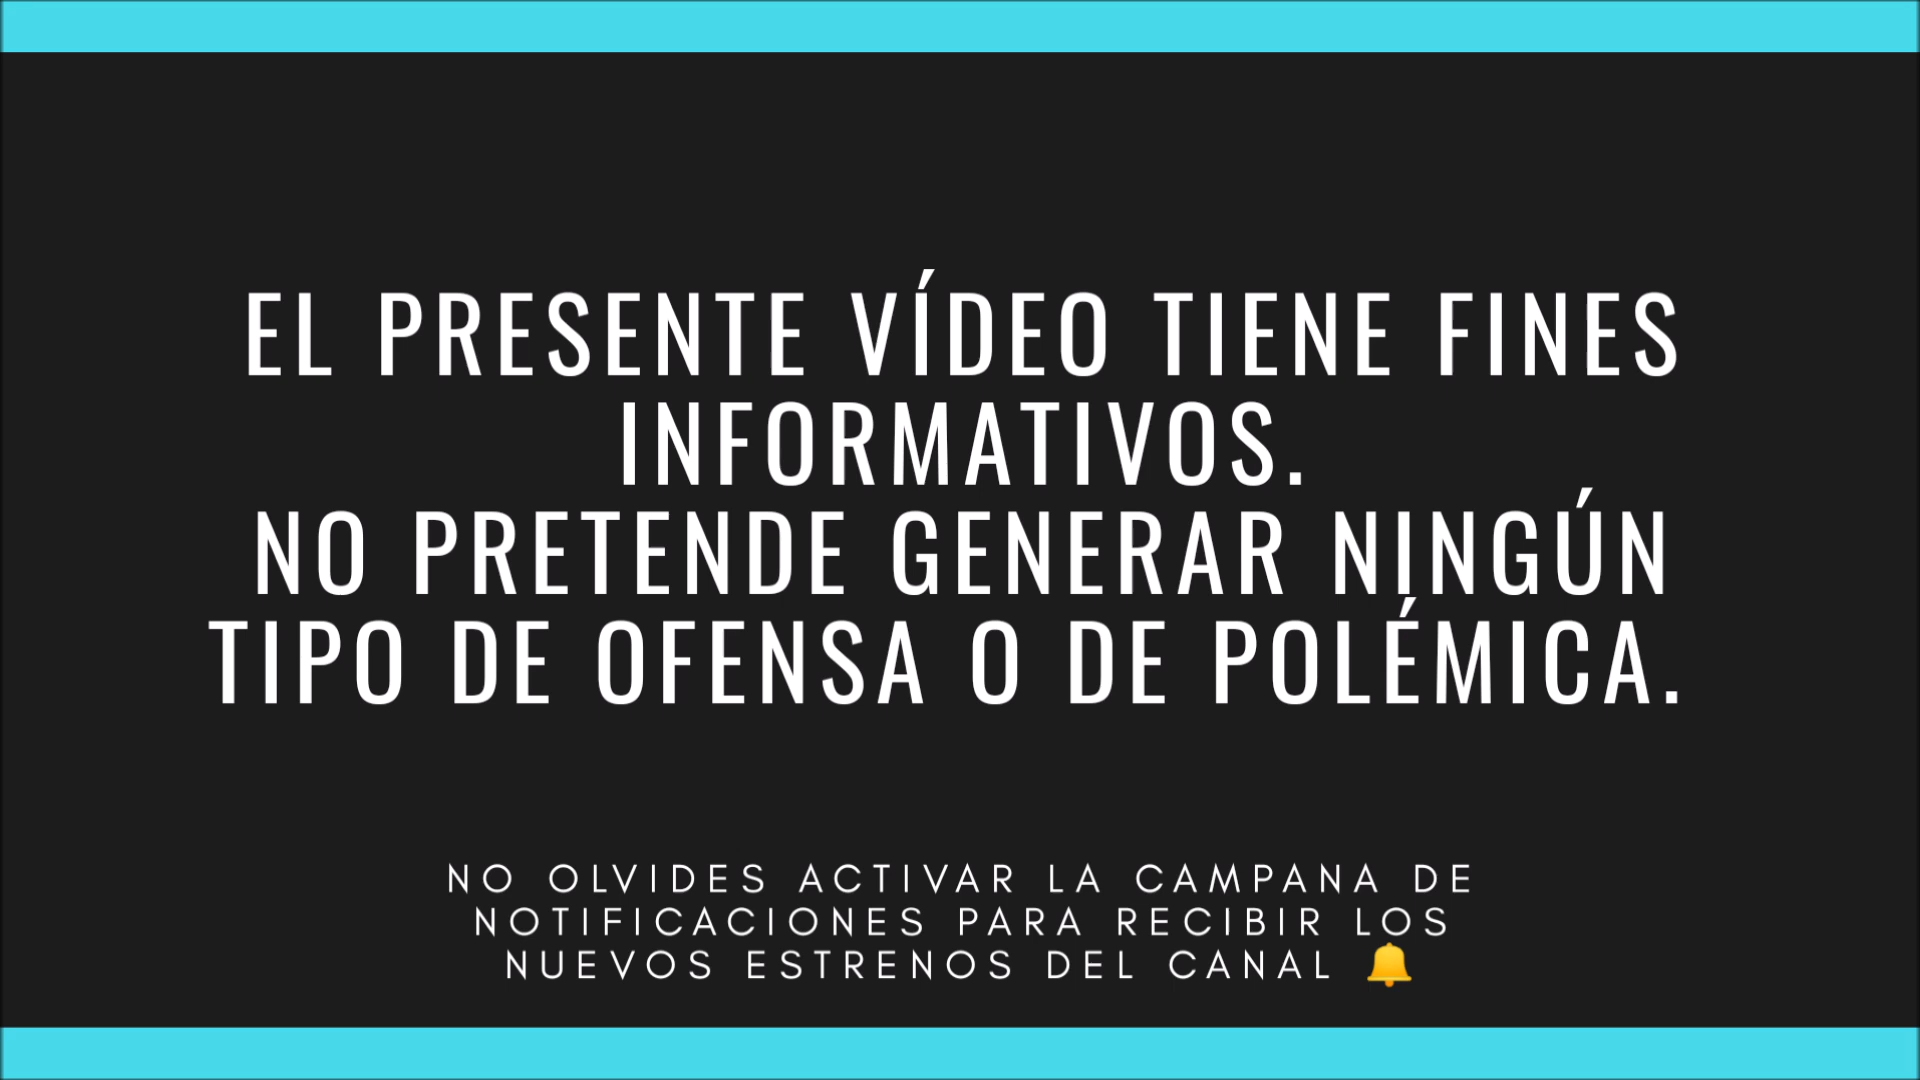 EL PRESENTE VÍDEO TIENE FINES
INFORMATIVOS.
NO PRETENDE GENERAR NINGÚN
TIPO DE OFENSA O DE POLÉMICA.
NO OLVIDES ACTIVAR LA CAMPANA DE
NOTIFICACIONES PARA RECIBIR LOS
NUEVOS ESTRENOS DEL CANAL 🔔